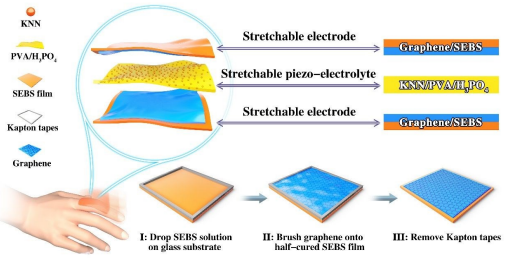 KNN
PVA/H₃PO₄
SEBS film
Kapton tapes
Graphene
Stretchable electrode
Graphene/SEBS
Stretchable piezo-electrolyte
KNN/PVA/H₃PO₄
Stretchable electrode
Graphene/SEBS
I: Drop SEBS solution
on glass substrate
II: Brush graphene onto
half-cured SEBS film
III: Remove Kapton tapes